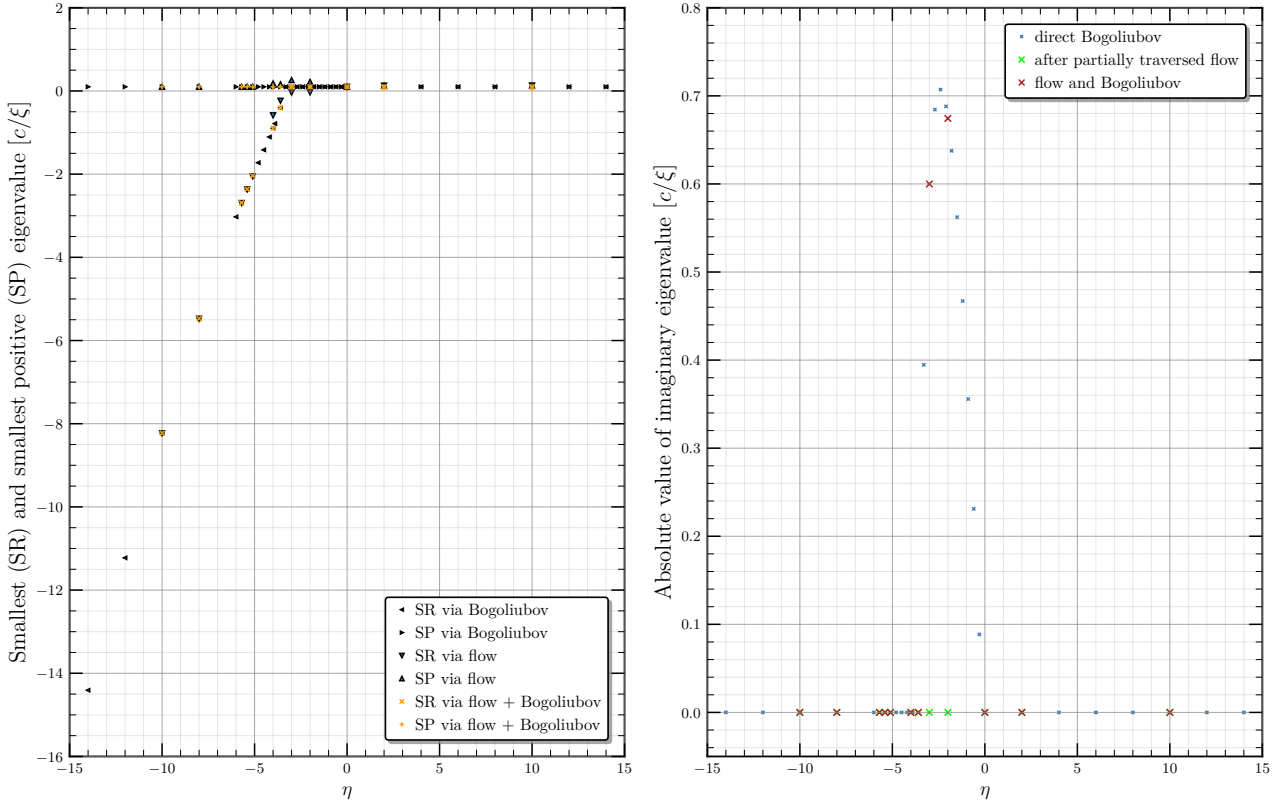 Smallest (SR) and smallest positive (SP) eigenvalue [c/ξ]
2
0
−2
−4
−6
−8
−10
−12
−14
−16
−15
−10
−5
0
5
10
15
η
SR via Bogoliubov
SP via Bogoliubov
SR via flow
SP via flow
SR via flow + Bogoliubov
SP via flow + Bogoliubov
Absolute value of imaginary eigenvalue [c/ξ]
0.8
0.7
0.6
0.5
0.4
0.3
0.2
0.1
0.0
−15
−10
−5
0
5
10
15
η
direct Bogoliubov
after partially traversed flow
flow and Bogoliubov